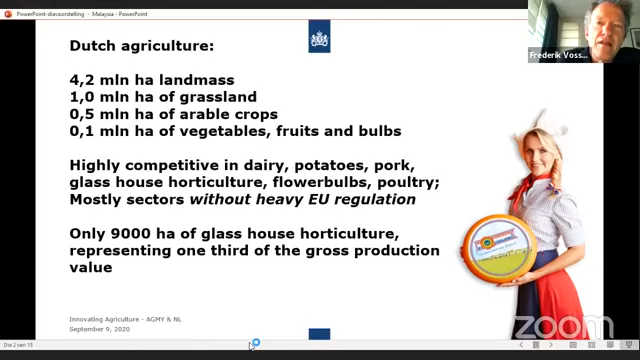 PowerPoint-diavoorstelling - Malaysia - PowerPoint
Frederik Voss...
Dutch agriculture:
4,2 mln ha landmass
1,0 mln ha of grassland
0,5 mln ha of arable crops
0,1 mln ha of vegetables, fruits and bulbs
Highly competitive in dairy, potatoes, pork,
glass house horticulture, flowerbulbs, poultry;
Mostly sectors without heavy EU regulation
Only 9000 ha of glass house horticulture,
representing one third of the gross production
value
Innovating Agriculture - AGMY & NL
September 9, 2020
zoom
Dia 2 van 15